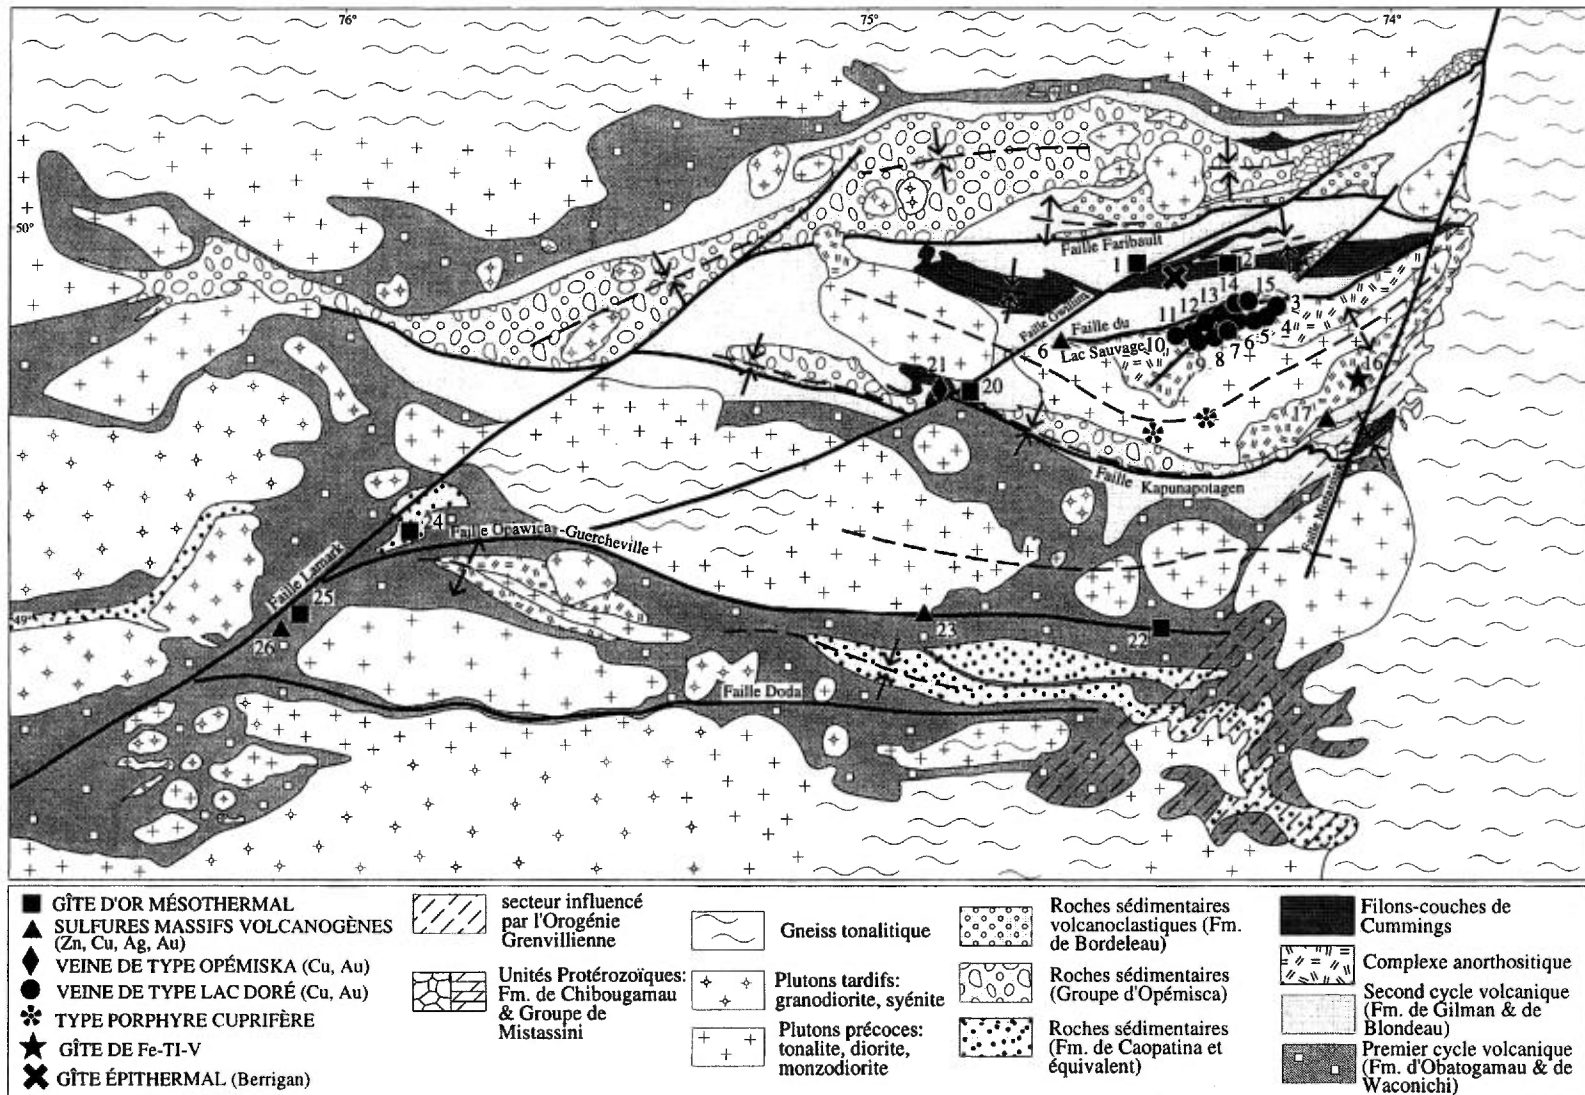 76°
75°
74°
50°
Faille Faribault
1
2
Faille Gwillim
14
15
13
12
11
3
Faille du
6
Lac Sauvage
10
4
5
6
7
8
9
16
21
20
17
Faille
Kapunapotagen
Faille Mistassini
24
Faille Opawica -Guercheville
Faille Lamark
49°
25
26
23
22
Faille Doda
GÎTE D'OR MÉSOTHERMAL
SULFURES MASSIFS VOLCANOGÈNES
(Zn, Cu, Ag, Au)
VEINE DE TYPE OPÉMISKA (Cu, Au)
VEINE DE TYPE LAC DORÉ (Cu, Au)
TYPE PORPHYRE CUPRIFÈRE
GÎTE DE Fe-TI-V
GÎTE ÉPITHERMAL (Berrigan)
secteur influencé
par l'Orogénie
Grenvillienne
Unités Protérozoïques:
Fm. de Chibougamau
& Groupe de
Mistassini
Gneiss tonalitique
Plutons tardifs:
granodiorite, syénite
Plutons précoces:
tonalite, diorite,
monzodiorite
Roches sédimentaires
volcanoclastiques (Fm.
de Bordeleau)
Roches sédimentaires
(Groupe d'Opémisca)
Roches sédimentaires
(Fm. de Caopatina et
équivalent)
Filons-couches de
Cummings
Complexe anorthositique
Second cycle volcanique
(Fm. de Gilman & de
Blondeau)
Premier cycle volcanique
(Fm. d'Obatogamau & de
Waconichi)